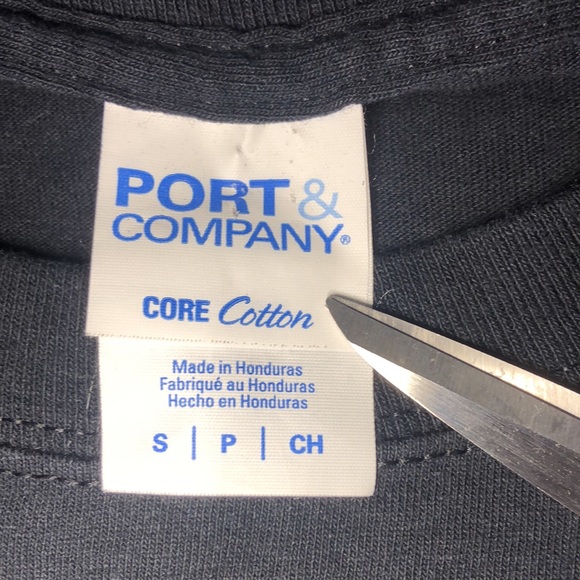 PORT &
COMPANY®
CORE Cotton
Made in Honduras
Fabriqué au Honduras
Hecho en Honduras
S | P | CH